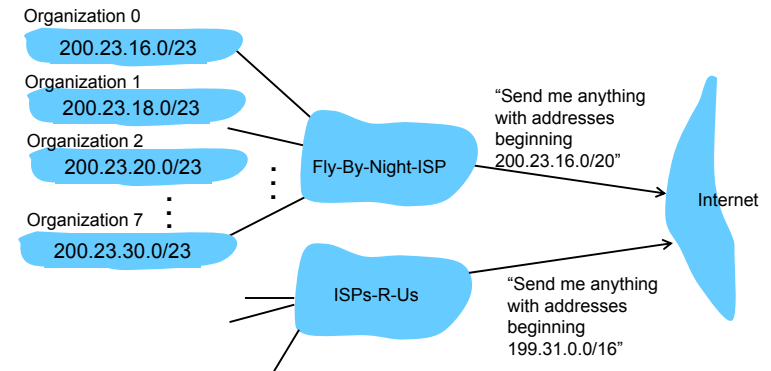 Organization 0
200.23.16.0/23
Organization 1
200.23.18.0/23
Organization 2
200.23.20.0/23
Organization 7
200.23.30.0/23
Fly-By-Night-ISP
“Send me anything
with addresses
beginning
200.23.16.0/20”
Internet
ISPs-R-Us
“Send me anything
with addresses
beginning
199.31.0.0/16”